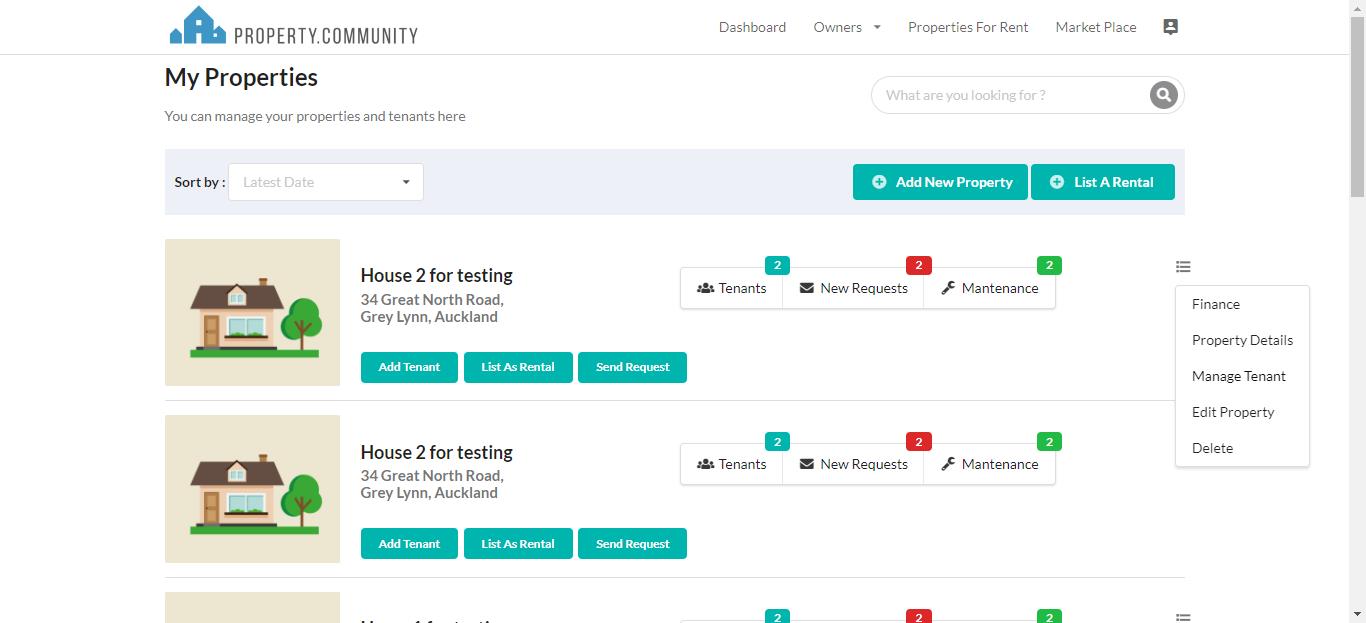 PROPERTY.COMMUNITY
Dashboard Owners Properties For Rent Market Place
My Properties
What are you looking for ?
You can manage your properties and tenants here
Sort by : Latest Date
Add New Property List A Rental
House 2 for testing
34 Great North Road,
Grey Lynn, Auckland
2 2 2
Tenants New Requests Mantenance
Add Tenant List As Rental Send Request
Finance
Property Details
Manage Tenant
Edit Property
Delete
House 2 for testing
34 Great North Road,
Grey Lynn, Auckland
2 2 2
Tenants New Requests Mantenance
Add Tenant List As Rental Send Request
2 2 2